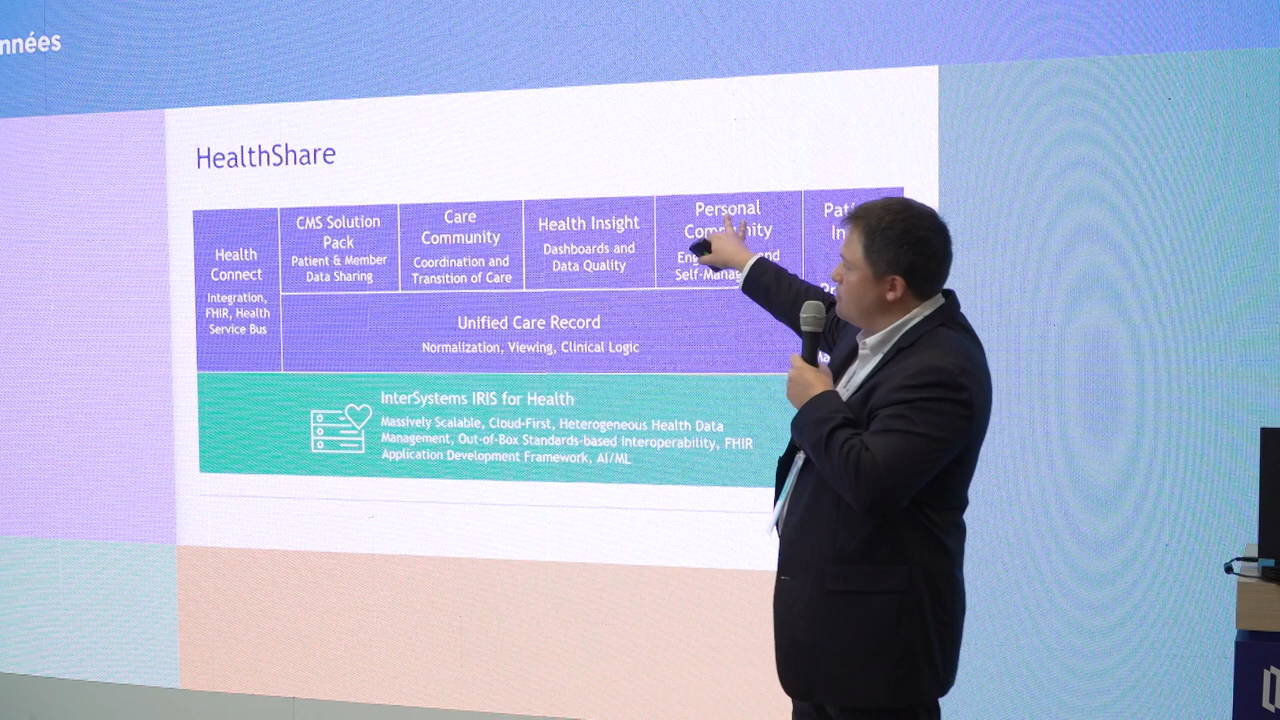 nnées
HealthShare
Health
Connect
Integration,
FHIR, Health
Service Bus
CMS Solution
Pack
Patient & Member
Data Sharing
Care
Community
Coordination and
Transition of Care
Health Insight
Dashboards and
Data Quality
Personal
Community
and
Self-Manag
Pati
In
Unified Care Record
Normalization, Viewing, Clinical Logic
InterSystems IRIS for Health
Massively Scalable, Cloud-First, Heterogeneous Health Data
Management, Out-of-Box Standards-based Interoperability, FHIR
Application Development Framework, AI/ML